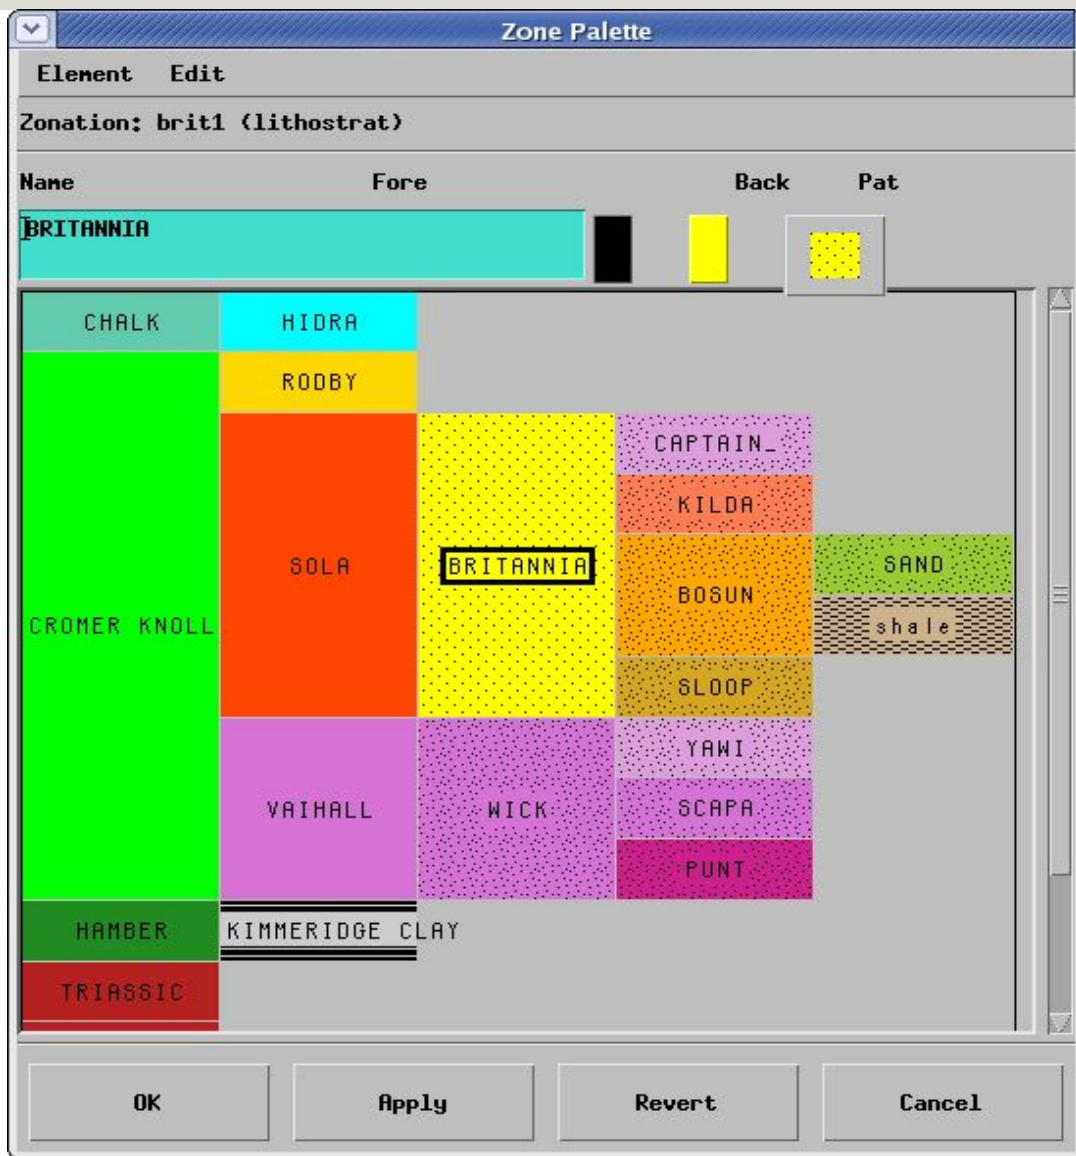 Zone Palette
Element Edit
Zonation: brit1 (lithostrat)
Name Fore Back Pat
BRITANNIA
CHALK HIDRA
RODBY
CAPTAIN_
KILDA
SOLA BRITANNIA SAND
BOSUN
CROMER KNOLL shale
SLOOP
YAWI
VAIHALL WICK SCAPA
PUNT
HAMBER KIMMERIDGE CLAY
TRIASSIC
OK Apply Revert Cancel